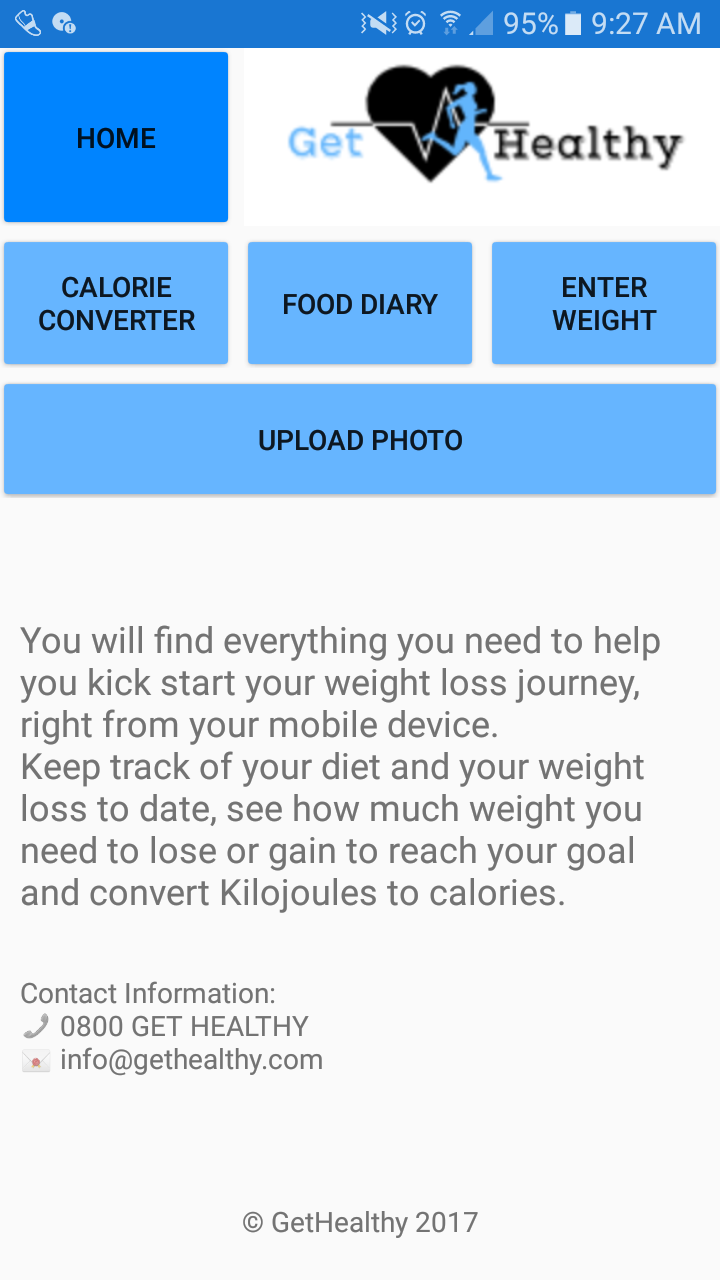 95% 9:27 AM
HOME
Get Healthy
CALORIE
CONVERTER
FOOD DIARY
ENTER
WEIGHT
UPLOAD PHOTO
You will find everything you need to help
you kick start your weight loss journey,
right from your mobile device.
Keep track of your diet and your weight
loss to date, see how much weight you
need to lose or gain to reach your goal
and convert Kilojoules to calories.
Contact Information:
0800 GET HEALTHY
info@gethealthy.com
© GetHealthy 2017